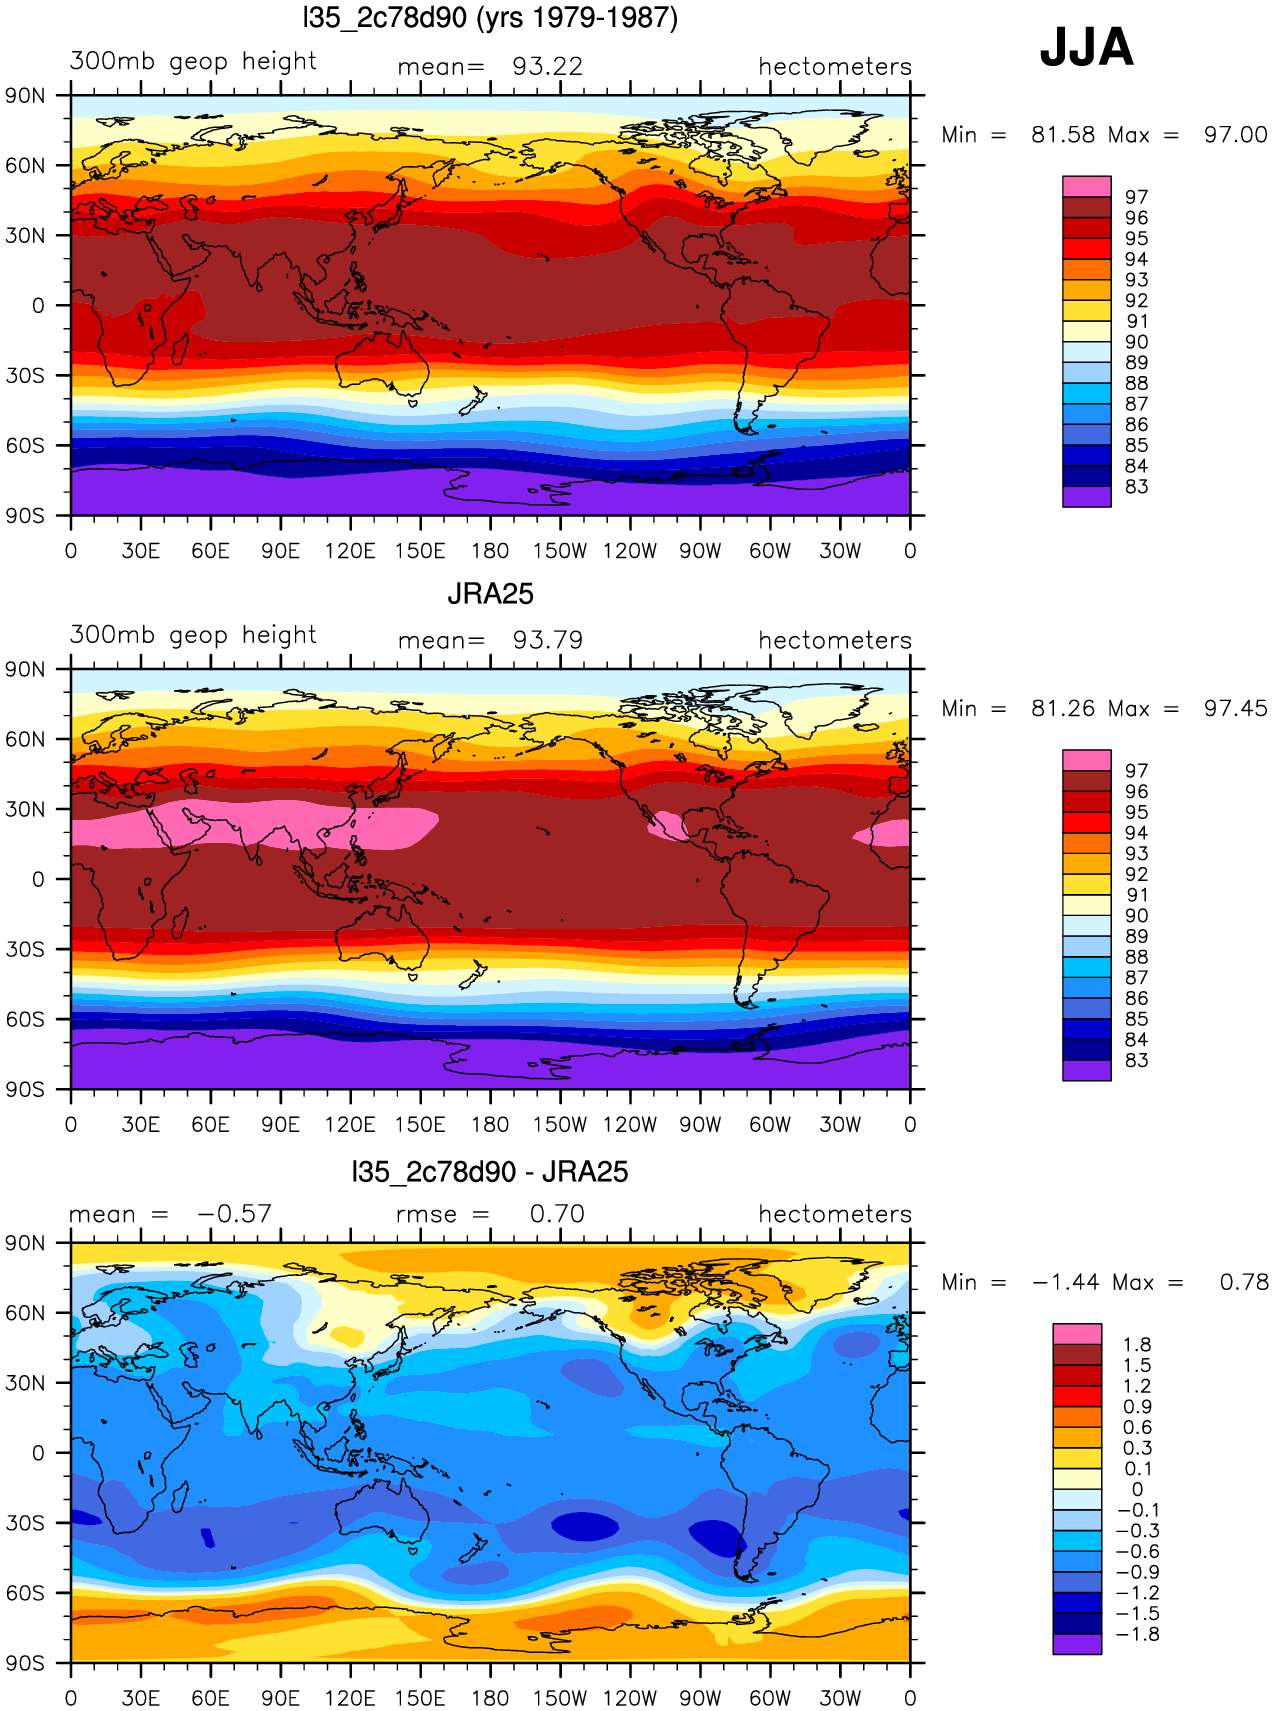 l35_2c78d90 (yrs 1979-1987)
JJA
300mb geop height mean= 93.22 hectometers
Min = 81.58 Max = 97.00
90N
60N
30N
0
30S
60S
90S
0 30E 60E 90E 120E 150E 180 150W 120W 90W 60W 30W 0
97
96
95
94
93
92
91
90
89
88
87
86
85
84
83
JRA25
300mb geop height mean= 93.79 hectometers
Min = 81.26 Max = 97.45
90N
60N
30N
0
30S
60S
90S
0 30E 60E 90E 120E 150E 180 150W 120W 90W 60W 30W 0
97
96
95
94
93
92
91
90
89
88
87
86
85
84
83
l35_2c78d90 - JRA25
mean = −0.57 rmse = 0.70 hectometers
Min = −1.44 Max = 0.78
90N
60N
30N
0
30S
60S
90S
0 30E 60E 90E 120E 150E 180 150W 120W 90W 60W 30W 0
1.8
1.5
1.2
0.9
0.6
0.3
0.1
0
−0.1
−0.3
−0.6
−0.9
−1.2
−1.5
−1.8